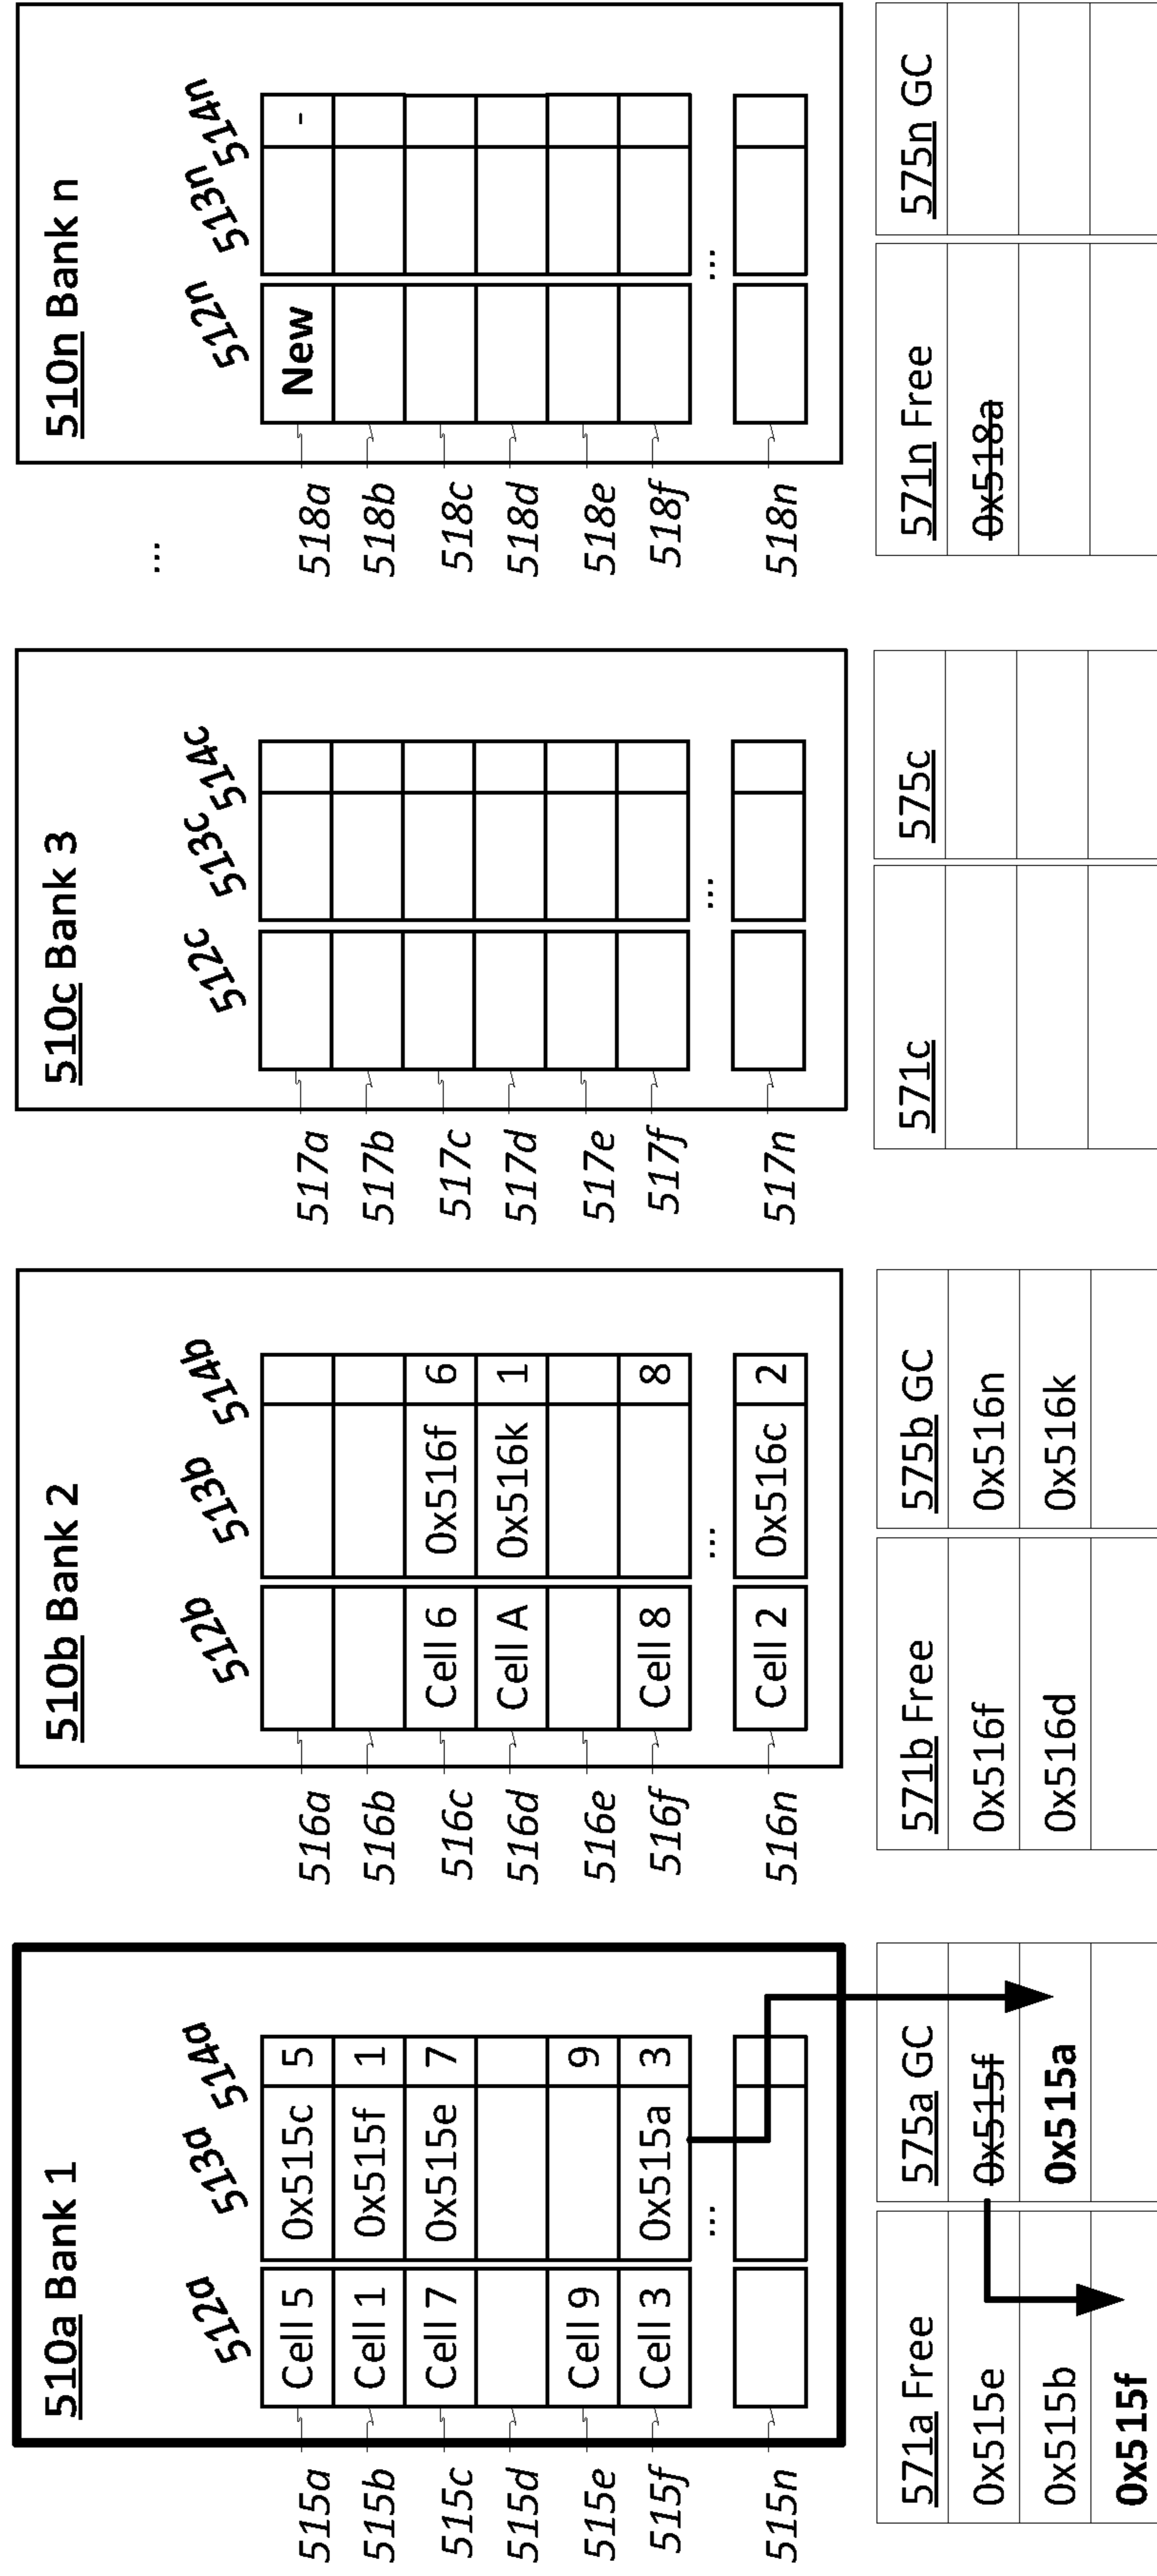 510a Bank 1
512a 513a 514a
515a Cell 5 0x515c 5
515b Cell 1 0x515f 1
515c Cell 7 0x515e 7
515d
515e Cell 9 9
515f Cell 3 0x515a 3
...
515n
571a Free 575a GC
0x515e 0x515f
0x515b 0x515a
0x515f
510b Bank 2
512b 513b 514b
516a
516b
516c Cell 6 0x516f 6
516d Cell A 0x516k 1
516e
516f Cell 8 8
...
516n Cell 2 0x516c 2
571b Free 575b GC
0x516f 0x516n
0x516d 0x516k
510c Bank 3
512c 513c 514c
517a
517b
517c
517d
517e
517f
...
517n
571c 575c
...
510n Bank n
512n 513n 514n
518a New -
518b
518c
518d
518e
518f
...
518n
571n Free 575n GC
0x518a